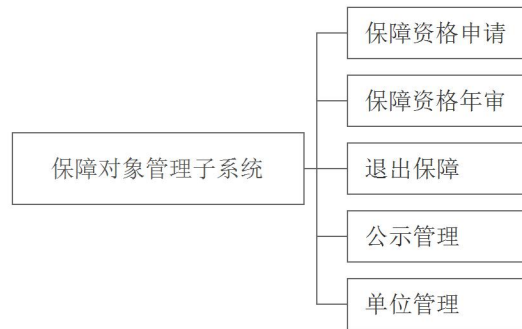 保障对象管理子系统
保障资格申请
保障资格年审
退出保障
公示管理
单位管理